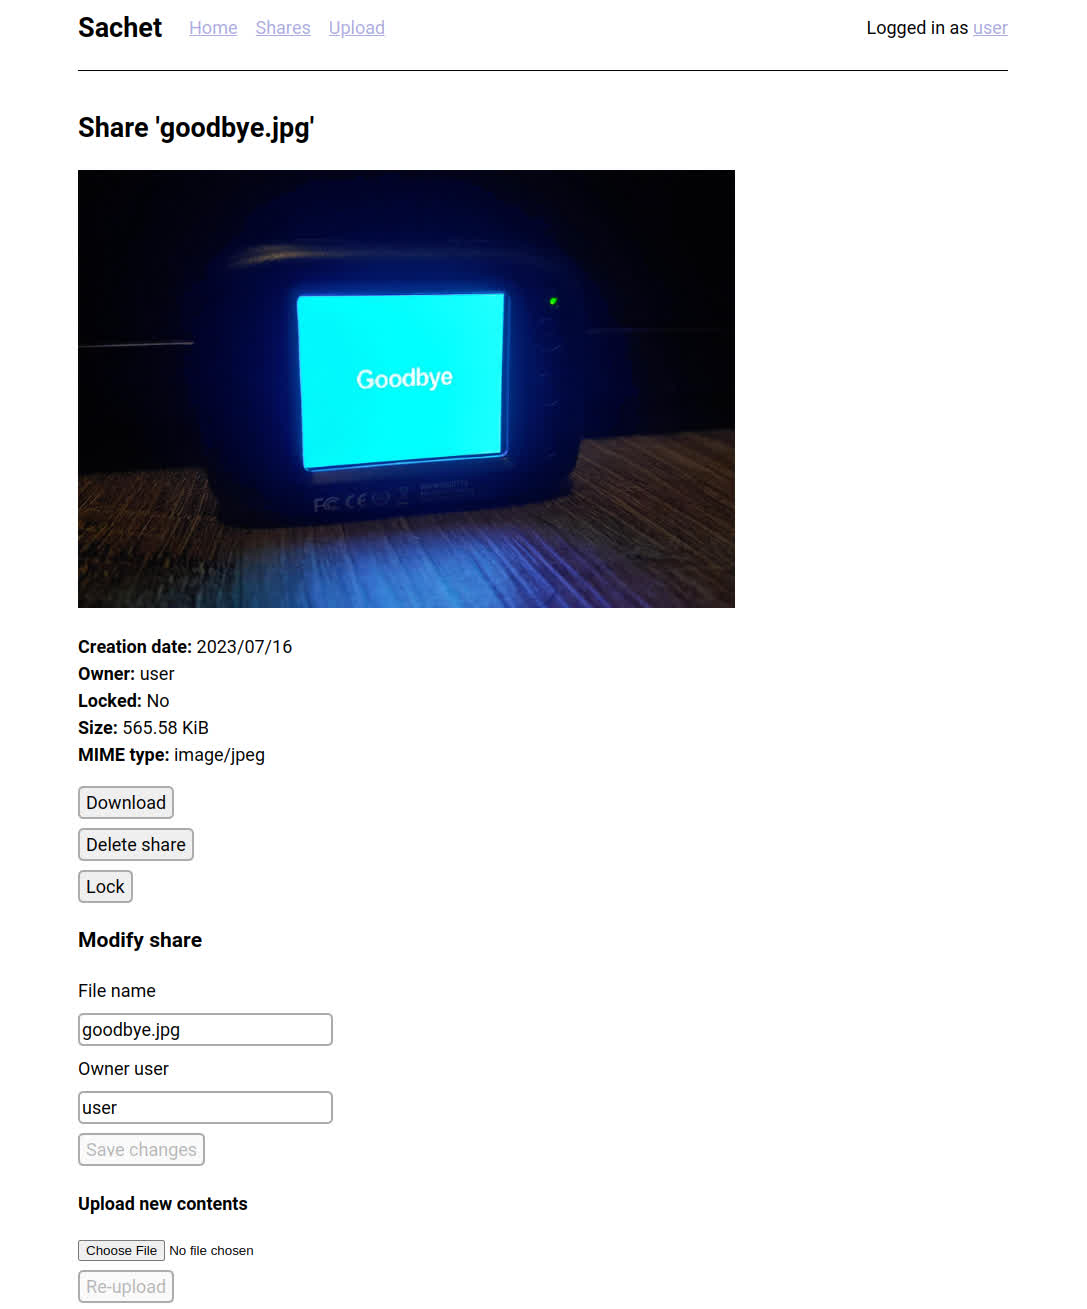 Sachet Home Shares Upload Logged in as user
Share 'goodbye.jpg'
Goodbye
FC CE
Creation date: 2023/07/16
Owner: user
Locked: No
Size: 565.58 KiB
MIME type: image/jpeg
Download
Delete share
Lock
Modify share
File name
goodbye.jpg
Owner user
user
Save changes
Upload new contents
Choose File No file chosen
Re-upload